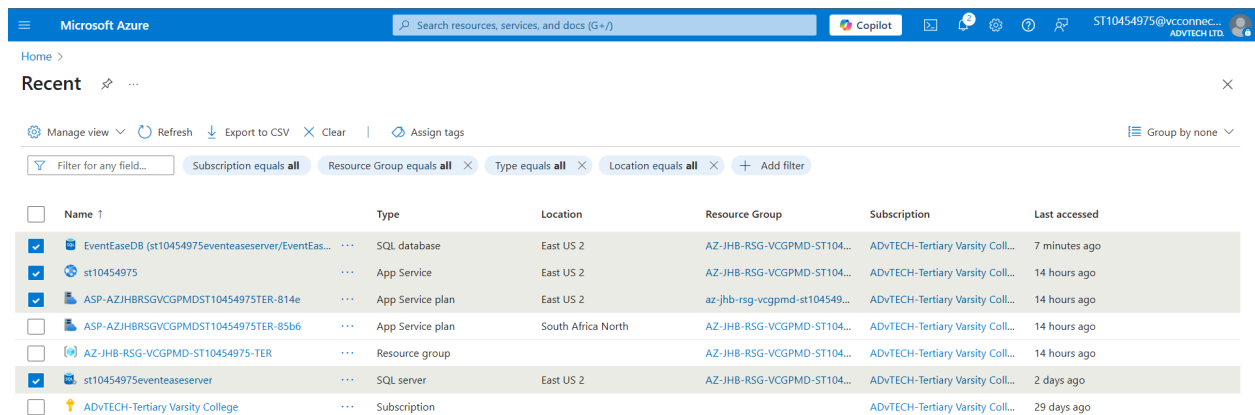 Microsoft Azure Search resources, services, and docs (G+/) Copilot 2 ST10454975@vcconnec...
ADVTECH LTD.
Home >
Recent ...
Manage view Refresh Export to CSV Clear | Assign tags Group by none
Filter for any field... Subscription equals all Resource Group equals all Type equals all Location equals all Add filter
Name ↑ Type Location Resource Group Subscription Last accessed
EventEaseDB (st10454975eventeaseserver/EventEas... ... SQL database East US 2 AZ-JHB-RSG-VCGPMD-ST104... ADvTECH-Tertiary Varsity Coll... 7 minutes ago
st10454975 ... App Service East US 2 AZ-JHB-RSG-VCGPMD-ST104... ADvTECH-Tertiary Varsity Coll... 14 hours ago
ASP-AZJHBRSGVCGPMDST10454975TER-814e ... App Service plan East US 2 az-jhb-rsg-vcgpmd-st104549... ADvTECH-Tertiary Varsity Coll... 14 hours ago
ASP-AZJHBRSGVCGPMDST10454975TER-85b6 ... App Service plan South Africa North AZ-JHB-RSG-VCGPMD-ST104... ADvTECH-Tertiary Varsity Coll... 14 hours ago
AZ-JHB-RSG-VCGPMD-ST10454975-TER ... Resource group AZ-JHB-RSG-VCGPMD-ST104... ADvTECH-Tertiary Varsity Coll... 14 hours ago
st10454975eventeaseserver ... SQL server East US 2 AZ-JHB-RSG-VCGPMD-ST104... ADvTECH-Tertiary Varsity Coll... 2 days ago
ADvTECH-Tertiary Varsity College ... Subscription ADvTECH-Tertiary Varsity Coll... 29 days ago